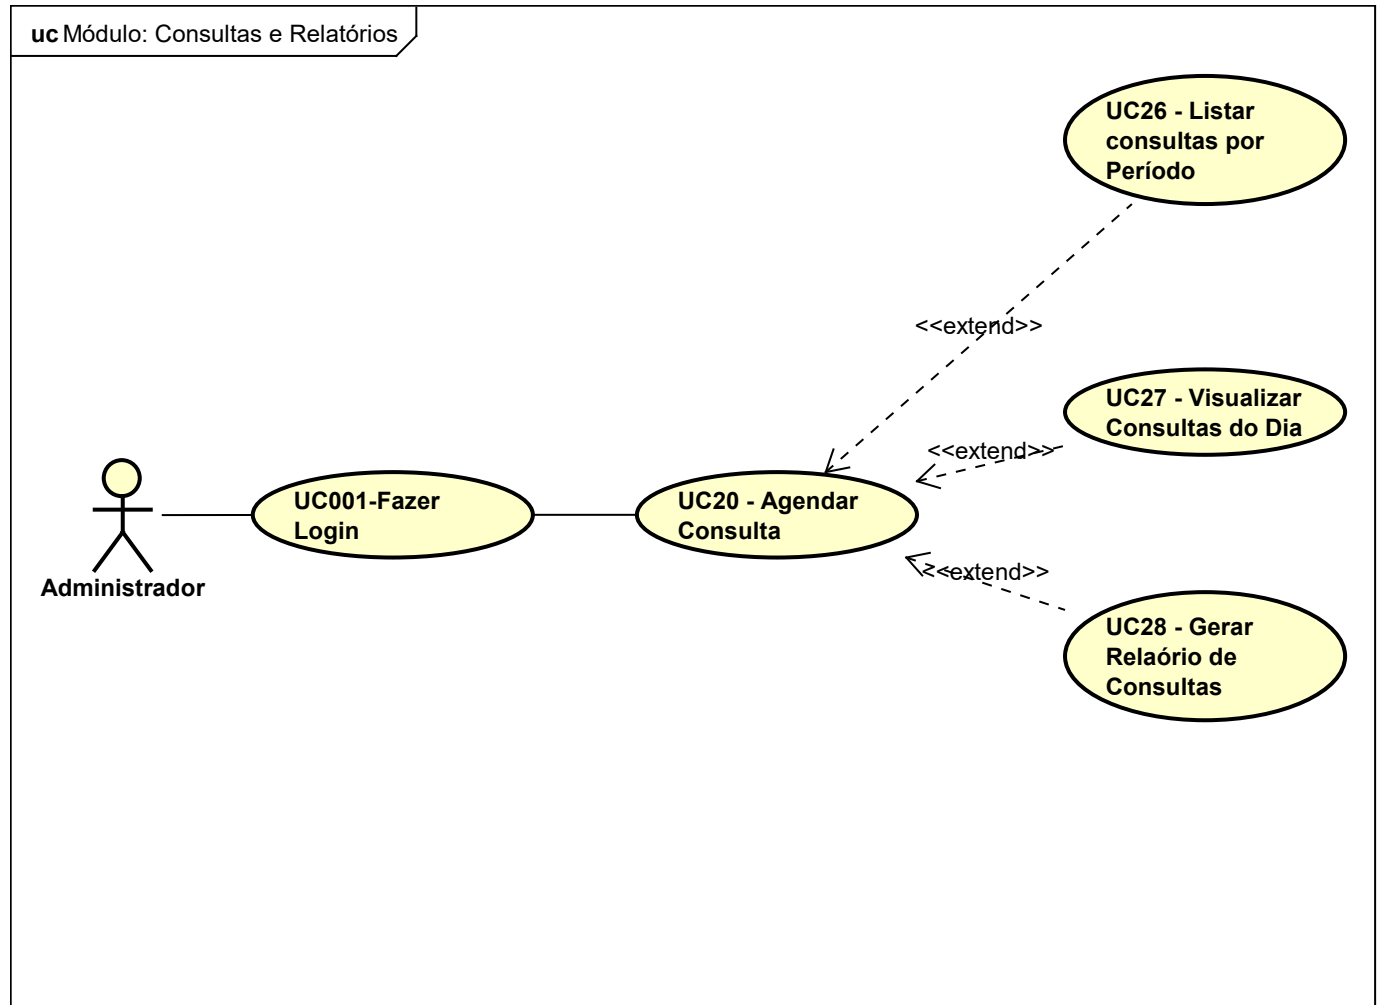 uc Módulo: Consultas e Relatórios
UC26 - Listar
consultas por
Período
<<extend>>
UC27 - Visualizar
Consultas do Dia
<<extend>>
UC001-Fazer
Login
UC20 - Agendar
Consulta
<<extend>>
Administrador
UC28 - Gerar
Relaório de
Consultas